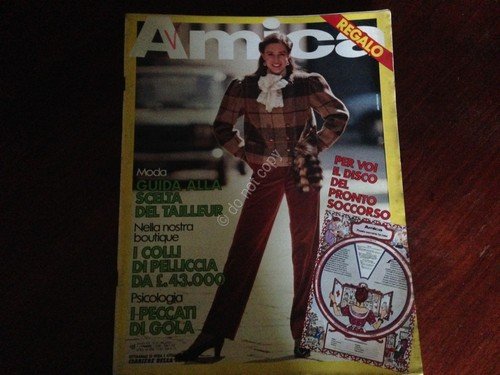 Amica
REGALO
Moda
GUIDA ALLA
SCELTA
DEL TAILLEUR
Nella nostra
boutique
I COLLI
DI PELLICCIA
DA £. 43.000
Psicologia
I PECCATI
DI GOLA
PER VOI
IL DISCO
DEL
PRONTO
SOCCORSO
Amica
© do not copy